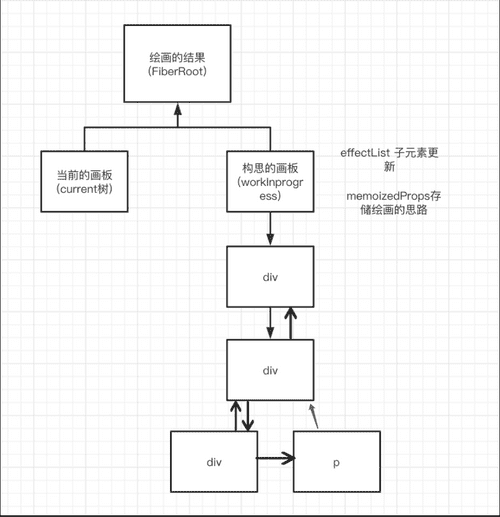 绘画的结果
(FiberRoot)
当前的画板
(current树)
构思的画板
(workInprogr
ess)
effectList 子元素更
新
memoizedProps存
储绘画的思路
div
div
div
p